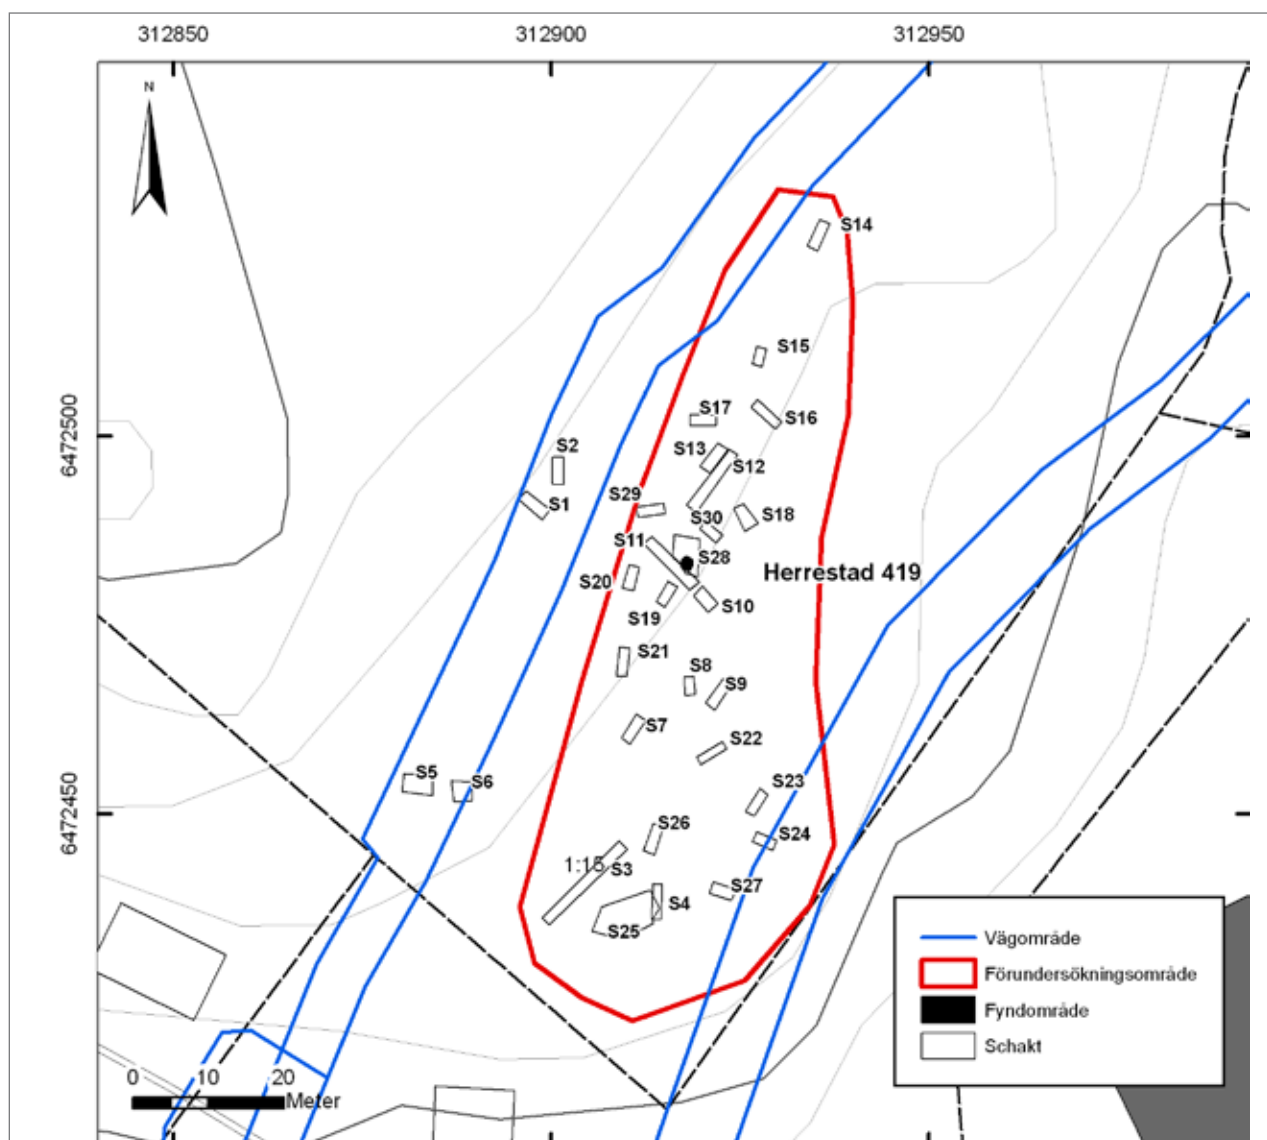 312850
312900
312950
N
S14
S15
S17
S16
6472500
S2
S13
S12
S29
S1
S30
S18
S11
S28
Herrestad 419
S20
S10
S19
S21
S8
S9
S7
S22
S5
S6
S23
6472450
S26
S24
1:15
S3
S27
S4
S25
Vägområde
Förundersökningsområde
Fyndområde
Schakt
0 10 20
Meter